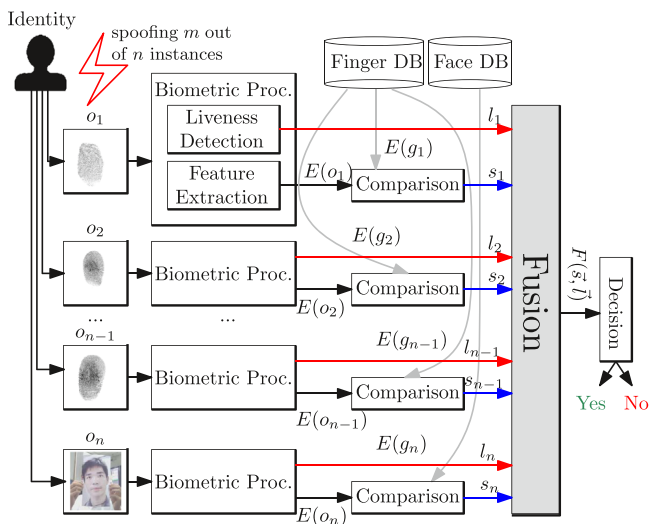 Identity
spoofing m out
of n instances
Finger DB
Face DB
o₁
Biometric Proc.
Liveness
Detection
l₁
E(g₁)
Feature
Extraction
E(o₁)
Comparison
s₁
o₂
E(g₂)
l₂
Biometric Proc.
Comparison
s₂
E(o₂)
...
...
Fusion
F(s⃗, l⃗)
Decision
Yes
No
oₙ₋₁
E(gₙ₋₁)
lₙ₋₁
Biometric Proc.
Comparison
sₙ₋₁
E(oₙ₋₁)
oₙ
E(gₙ)
lₙ
Biometric Proc.
Comparison
sₙ
E(oₙ)